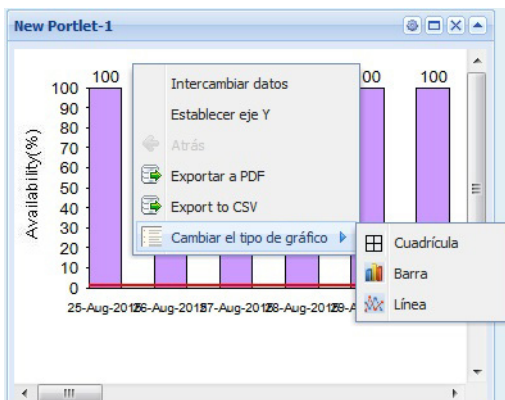 New Portlet-1
100 100 00 100
Availability(%)
100
90
80
70
60
50
40
30
20
10
0
Intercambiar datos
Establecer eje Y
Atrás
Exportar a PDF
Export to CSV
Cambiar el tipo de gráfico
Cuadrícula
Barra
Línea
25-Aug-201